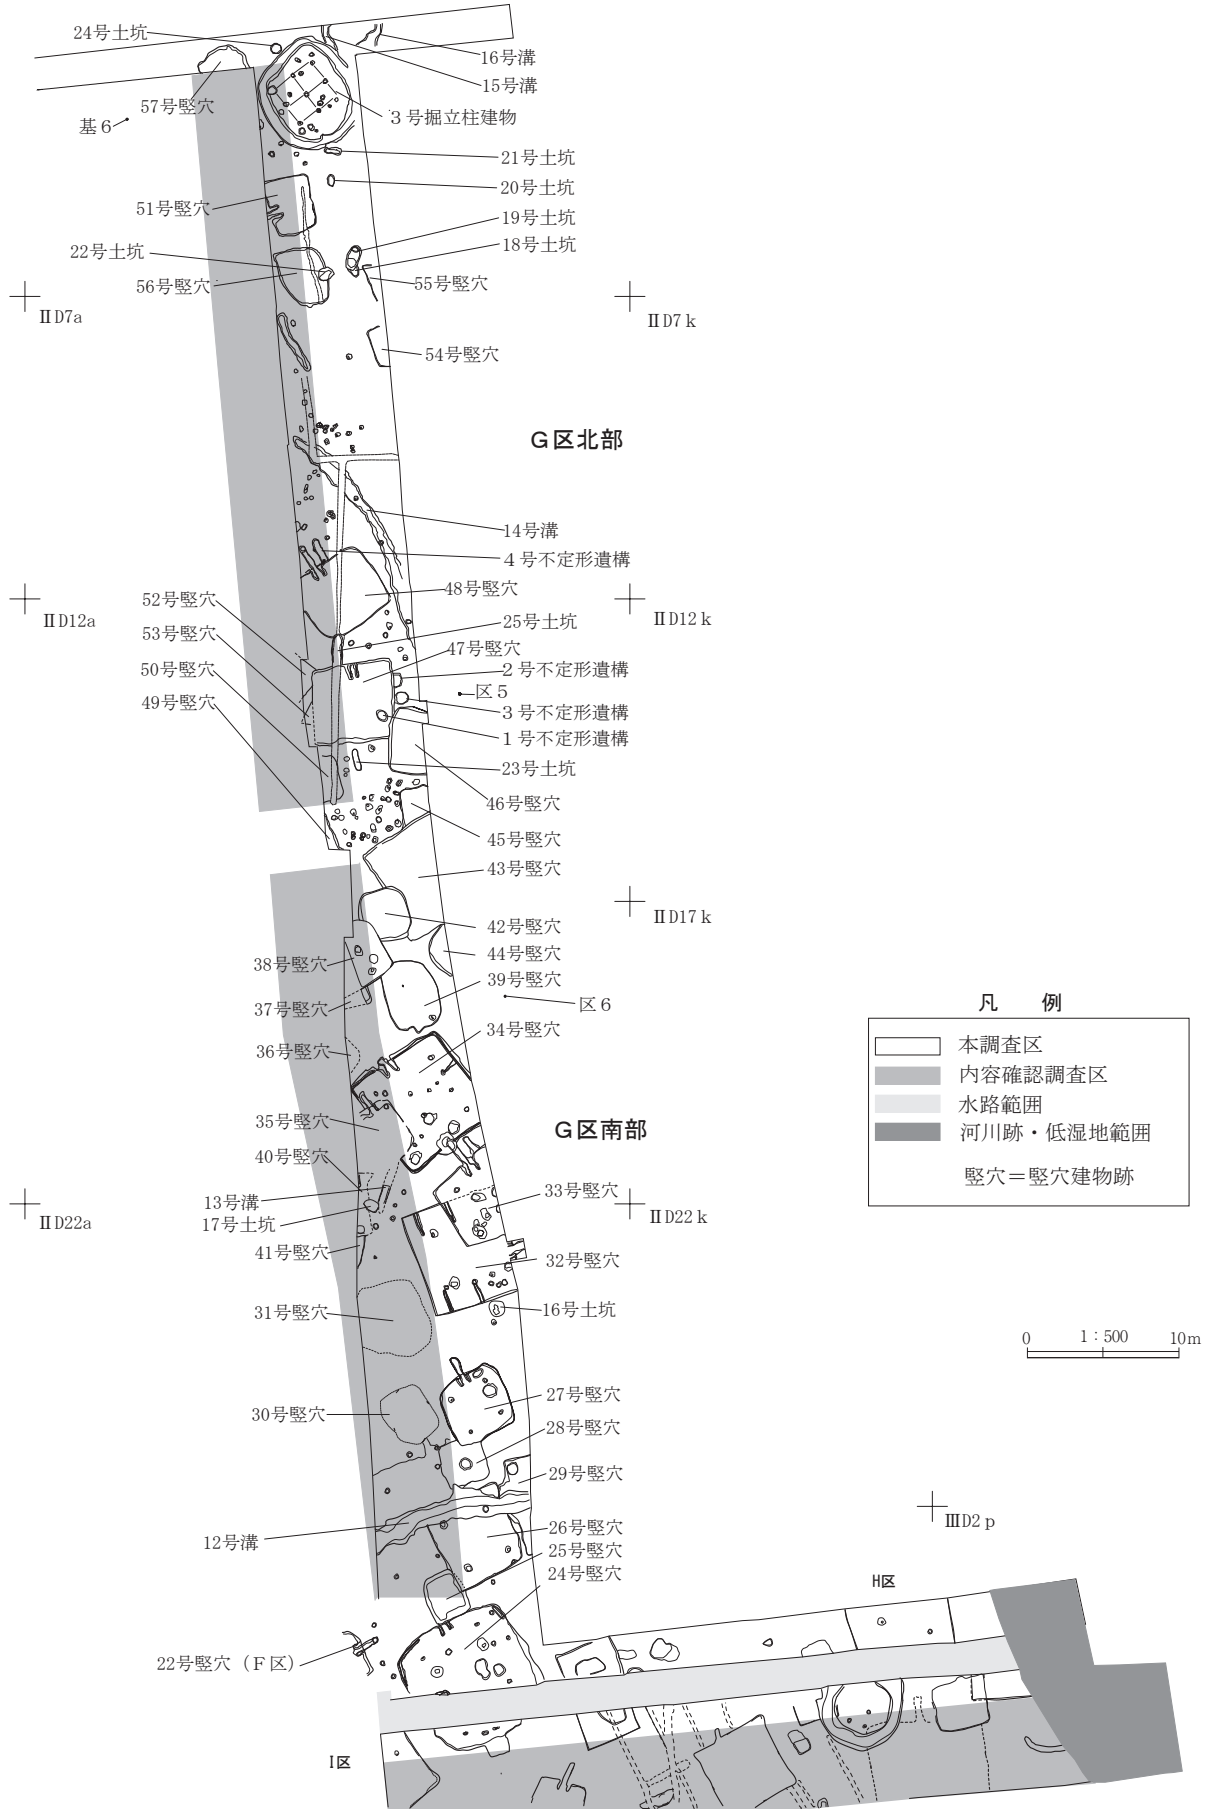 24号土坑
16号溝
15号溝
57号竪穴
3号掘立柱建物
基6
21号土坑
20号土坑
51号竪穴
19号土坑
22号土坑
18号土坑
56号竪穴
55号竪穴
ⅡD7a
ⅡD7k
54号竪穴
G区北部
14号溝
4号不定形遺構
48号竪穴
52号竪穴
ⅡD12a
ⅡD12k
25号土坑
53号竪穴
47号竪穴
50号竪穴
2号不定形遺構
区5
49号竪穴
3号不定形遺構
1号不定形遺構
23号土坑
46号竪穴
45号竪穴
43号竪穴
ⅡD17k
42号竪穴
44号竪穴
38号竪穴
39号竪穴
37号竪穴
区6
34号竪穴
36号竪穴
凡 例
本調査区
内容確認調査区
水路範囲
河川跡・低湿地範囲
竪穴=竪穴建物跡
35号竪穴
G区南部
40号竪穴
33号竪穴
13号溝
17号土坑
ⅡD22a
ⅡD22k
41号竪穴
32号竪穴
16号土坑
31号竪穴
0 1:500 10m
27号竪穴
30号竪穴
28号竪穴
29号竪穴
ⅢD2p
26号竪穴
12号溝
25号竪穴
24号竪穴
H区
22号竪穴(F区)
I区